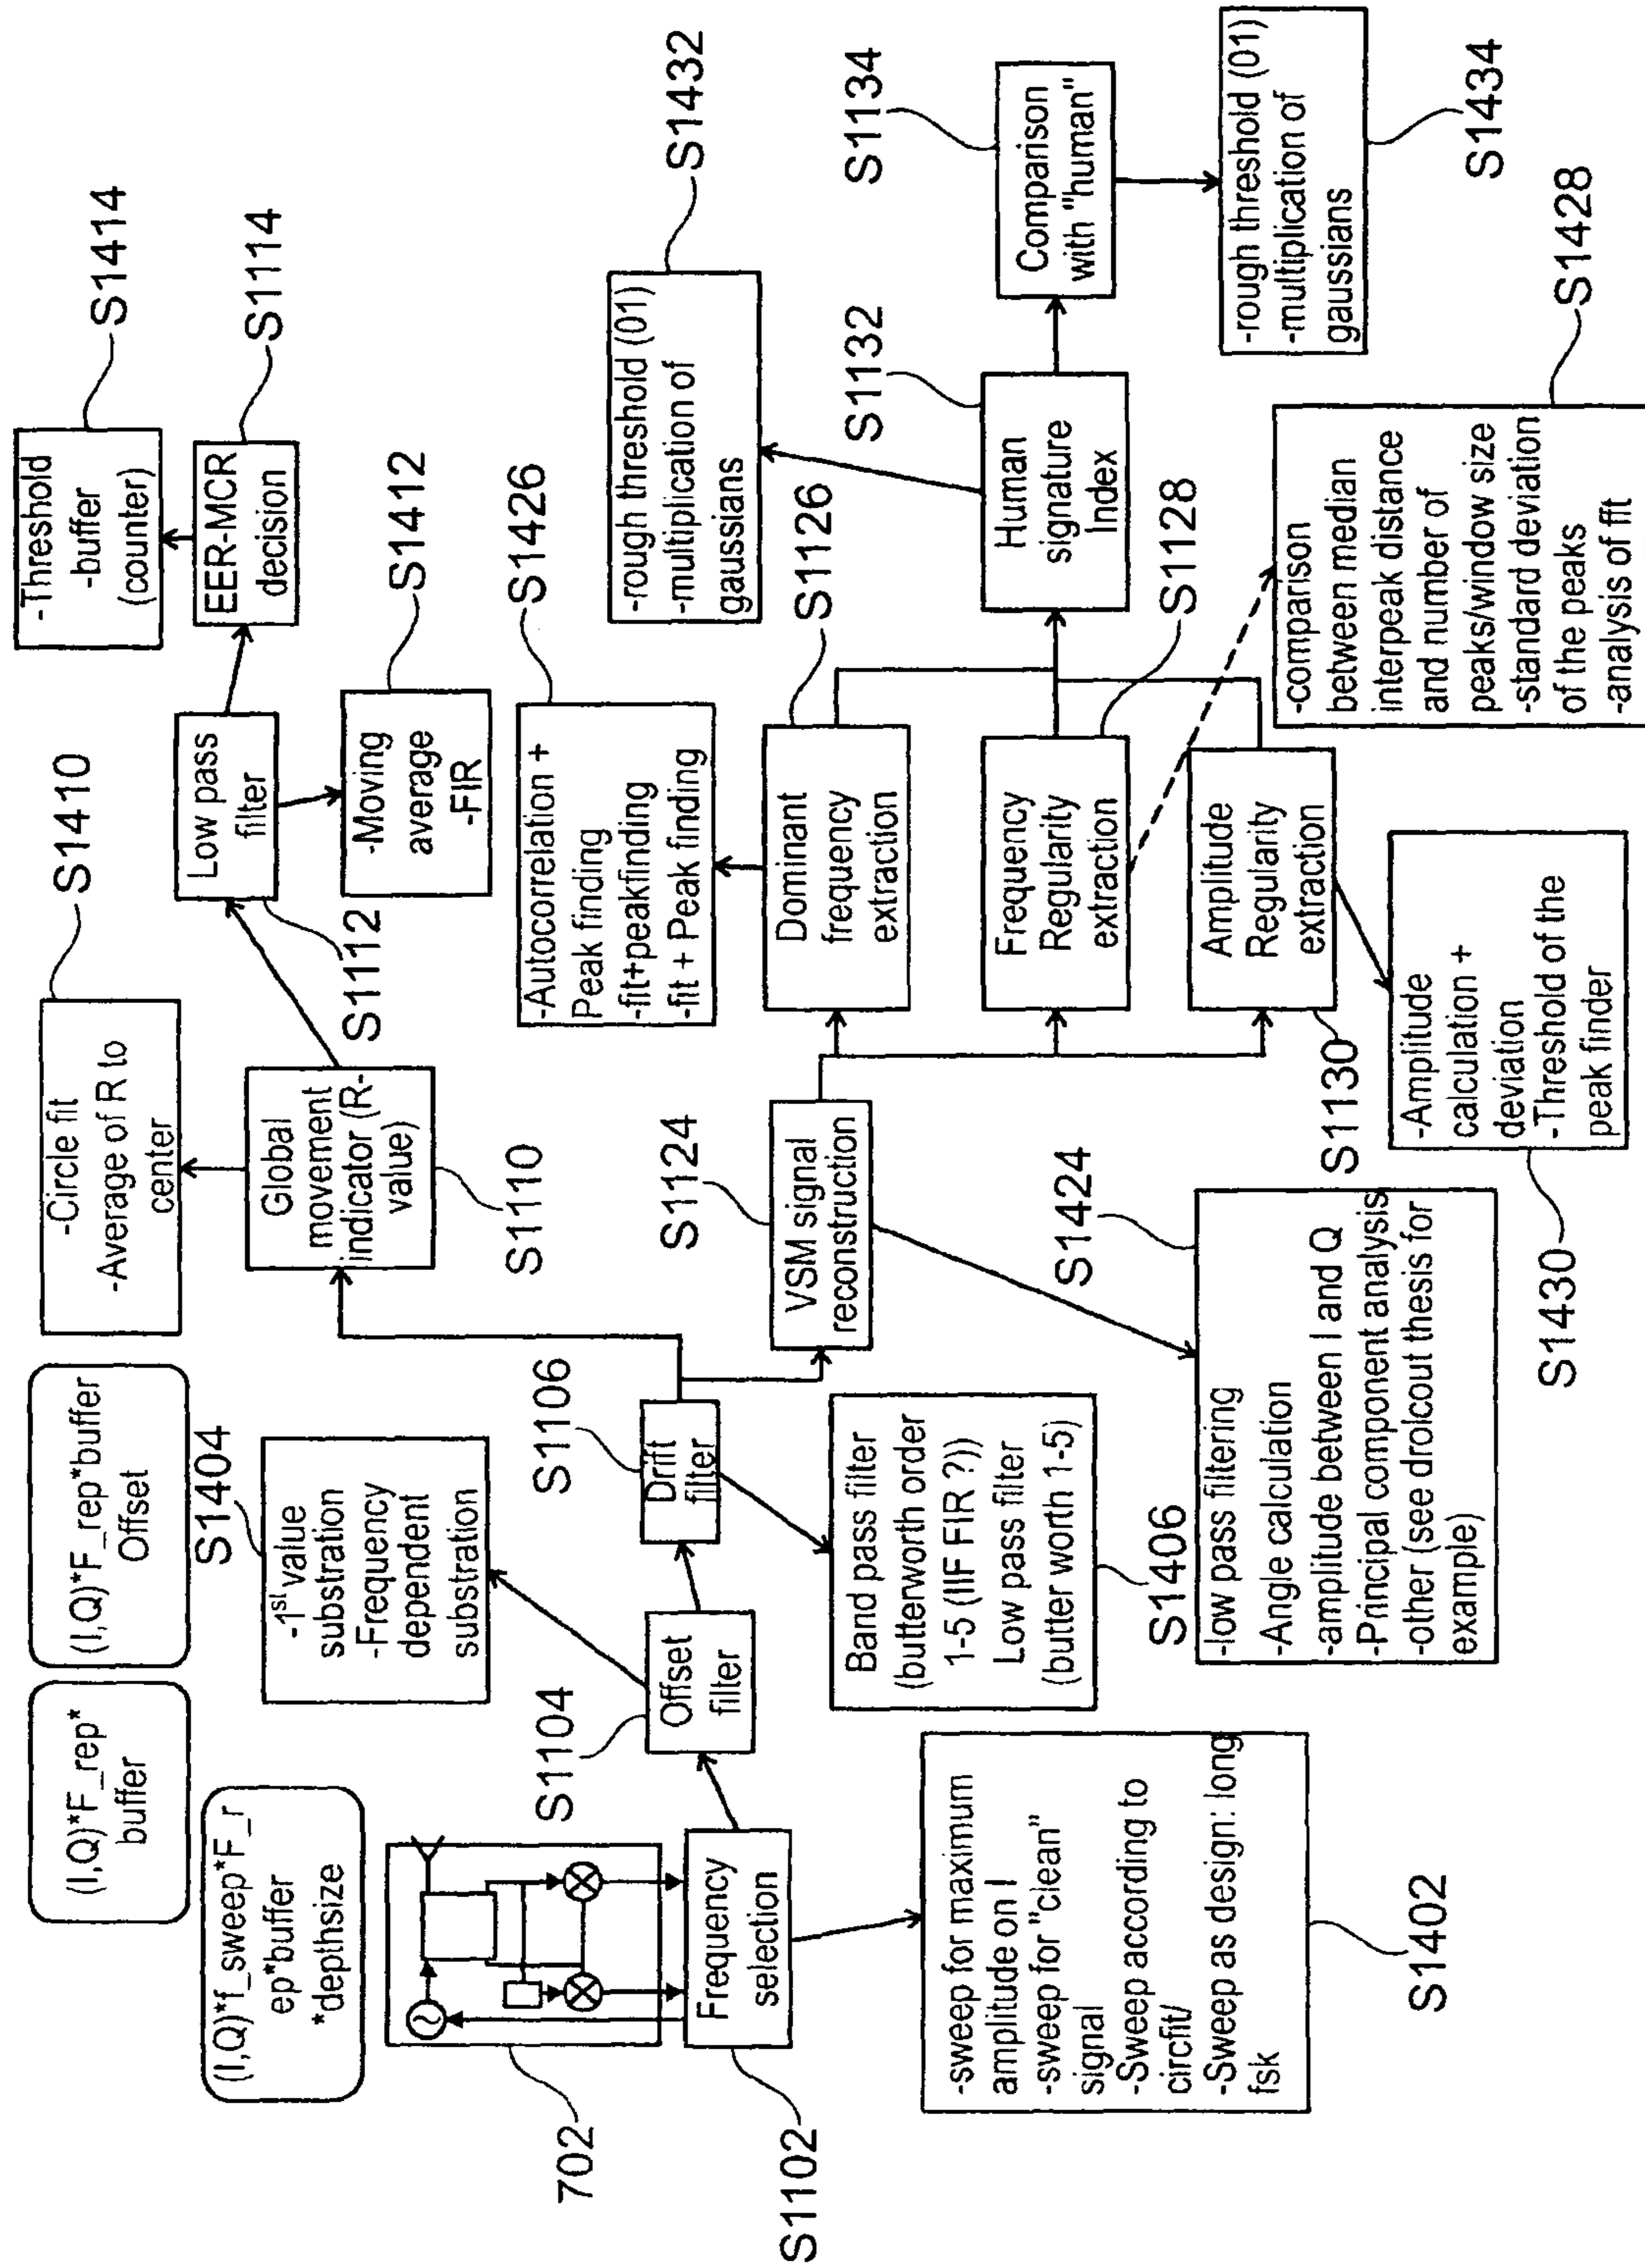 (I,Q)*f_sweep*F_r
ep*buffer
*depthsize
(I,Q)*F_rep*
buffer
(I,Q)*F_rep*buffer
Offset
702
S1102
Frequency
selection
-sweep for maximum
amplitude on I
-sweep for "clean"
signal
-Sweep according to
circfit/
-Sweep as design: long
fsk
S1402
S1104
Offset
filter
S1404
-1st value
substration
-Frequency
dependent
substration
S1106
Drift
filter
Band pass filter
(butterworth order
1-5 (IIF FIR ?))
Low pass filter
(butter worth 1-5)
S1406
-Circle fit
-Average of R to
center
S1410
Global
movement
indicator (R-
value)
S1110
Low pass
filter
S1112
-Moving
average
-FIR
S1412
EER-MCR
decision
S1114
-Threshold
-buffer
(counter)
S1414
S1124
VSM signal
reconstruction
S1424
-low pass filtering
-Angle calculation
-amplitude between I and Q
-Principal component analysis
-other (see drolcout thesis for
example)
-Autocorrelation +
Peak finding
-fit+peakfinding
-fit + Peak finding
S1426
Dominant
frequency
extraction
S1126
Frequency
Regularity
extraction
S1128
Amplitude
Regularity
extraction
S1130
-Amplitude
calculation +
deviation
-Threshold of the
peak finder
S1430
-comparison
between median
interpeak distance
and number of
peaks/window size
-standard deviation
of the peaks
-analysis of fft
S1428
Human
signature
Index
S1132
-rough threshold (01)
-multiplication of
gaussians
S1432
Comparison
with "human"
S1134
-rough threshold (01)
-multiplication of
gaussians
S1434